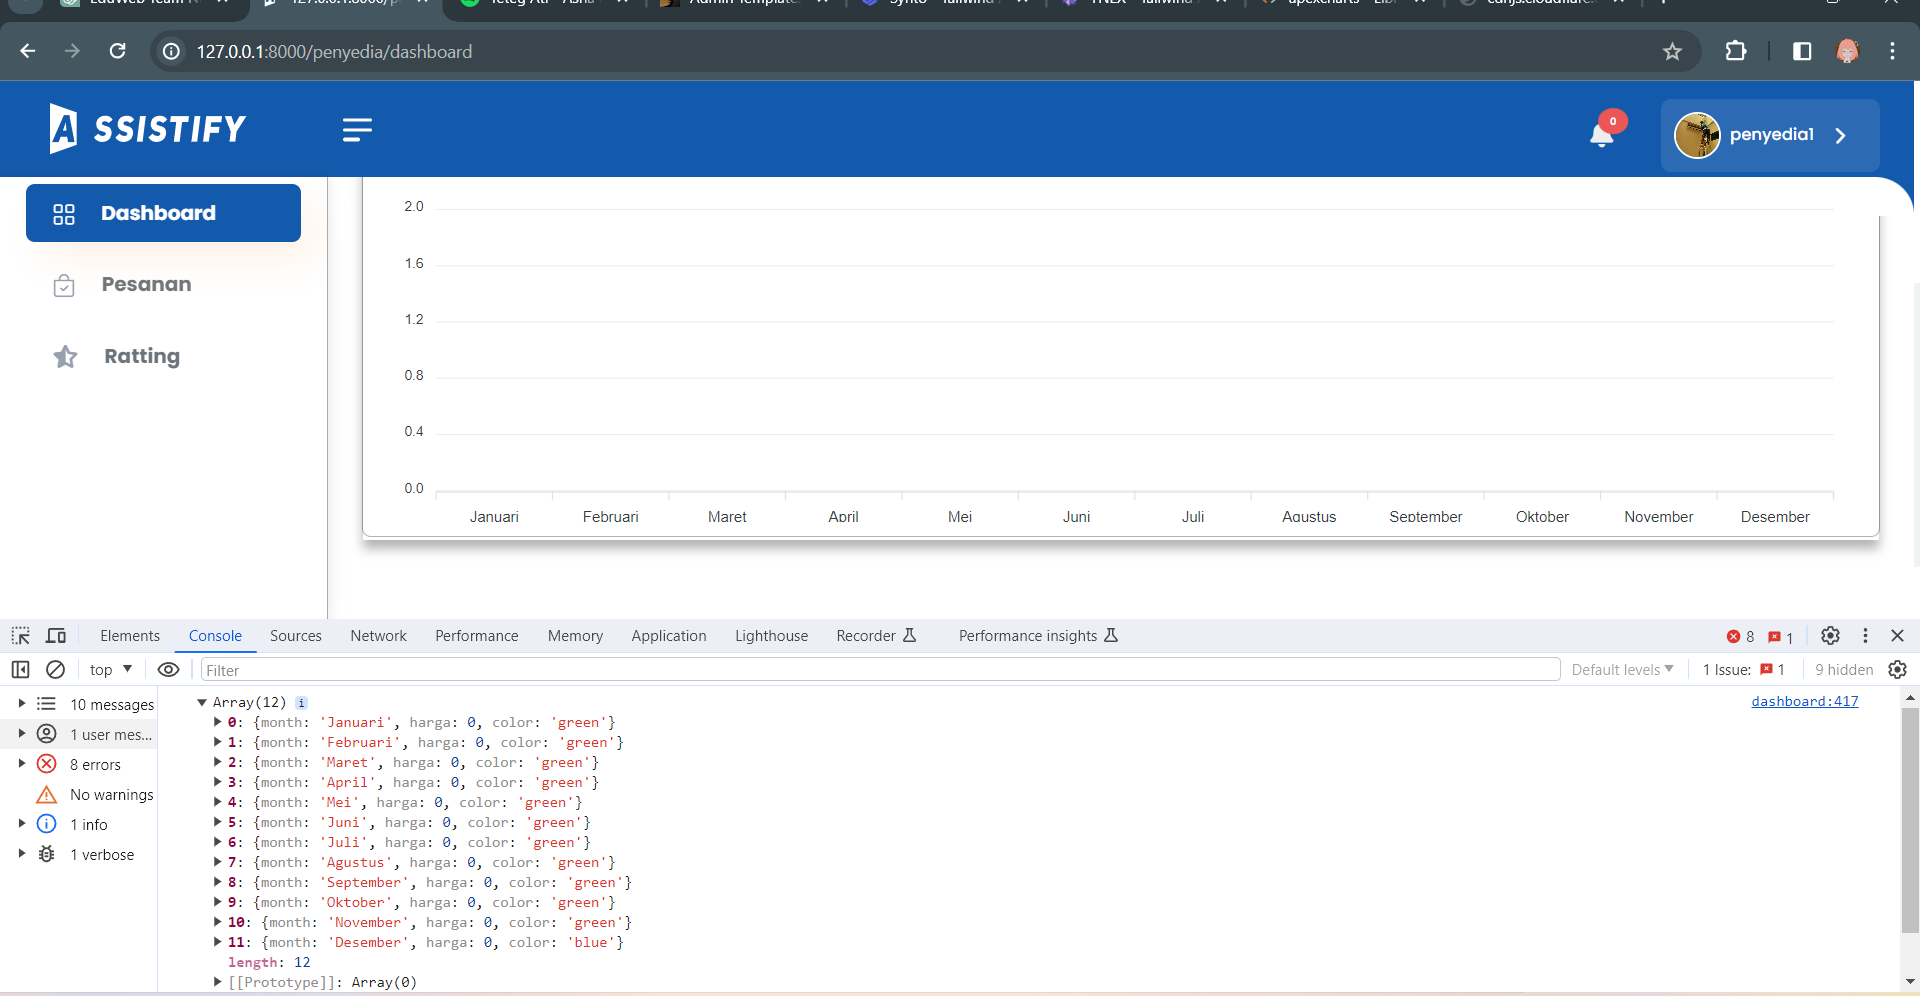 127.0.0.1:8000/penyedia/dashboard
A SSISTIFY
0
penyedia1
Dashboard
Pesanan
Ratting
2.0
1.6
1.2
0.8
0.4
0.0
Januari Februari Maret April Mei Juni Juli Agustus September Oktober November Desember
Elements Console Sources Network Performance Memory Application Lighthouse Recorder Performance insights 8 1
top Filter Default levels 1 Issue: 1 9 hidden
10 messages
1 user mes...
8 errors
No warnings
1 info
1 verbose
Array(12) i dashboard:417
0: {month: 'Januari', harga: 0, color: 'green'}
1: {month: 'Februari', harga: 0, color: 'green'}
2: {month: 'Maret', harga: 0, color: 'green'}
3: {month: 'April', harga: 0, color: 'green'}
4: {month: 'Mei', harga: 0, color: 'green'}
5: {month: 'Juni', harga: 0, color: 'green'}
6: {month: 'Juli', harga: 0, color: 'green'}
7: {month: 'Agustus', harga: 0, color: 'green'}
8: {month: 'September', harga: 0, color: 'green'}
9: {month: 'Oktober', harga: 0, color: 'green'}
10: {month: 'November', harga: 0, color: 'green'}
11: {month: 'Desember', harga: 0, color: 'blue'}
length: 12
[[Prototype]]: Array(0)